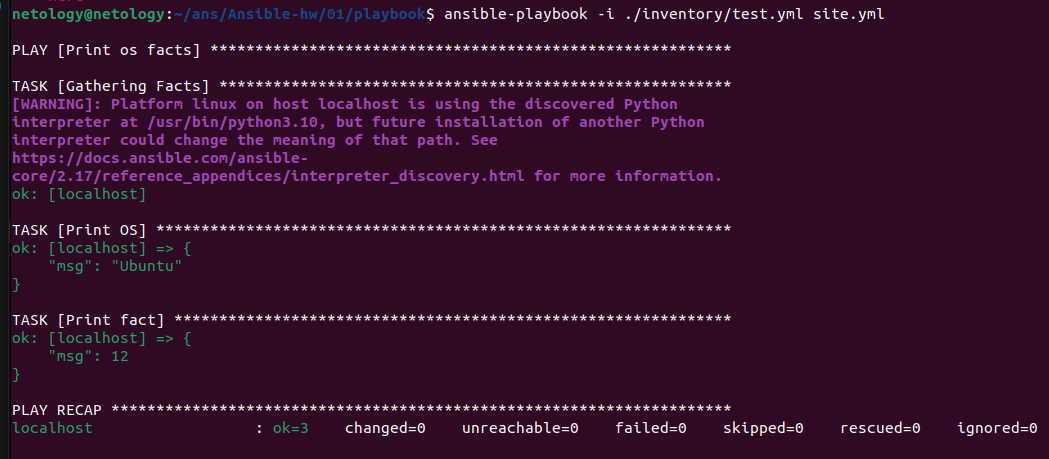 netology@netology:~/ans/Ansible-hw/01/playbook$ ansible-playbook -i ./inventory/test.yml site.yml
PLAY [Print os facts] **********************************************************
TASK [Gathering Facts] *********************************************************
[WARNING]: Platform linux on host localhost is using the discovered Python
interpreter at /usr/bin/python3.10, but future installation of another Python
interpreter could change the meaning of that path. See
https://docs.ansible.com/ansible-
core/2.17/reference_appendices/interpreter_discovery.html for more information.
ok: [localhost]
TASK [Print OS] ****************************************************************
ok: [localhost] => {
    "msg": "Ubuntu"
}
TASK [Print fact] **************************************************************
ok: [localhost] => {
    "msg": 12
}
PLAY RECAP *********************************************************************
localhost                  : ok=3    changed=0    unreachable=0    failed=0    skipped=0    rescued=0    ignored=0